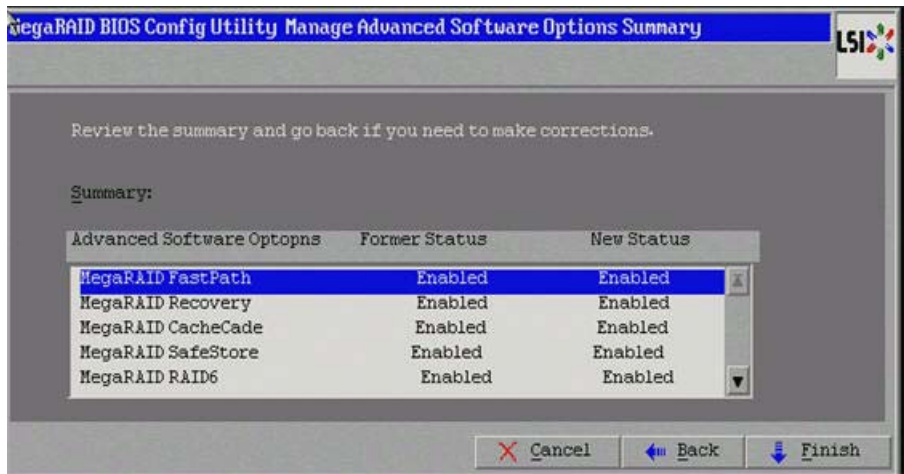 MegaRAID BIOS Config Utility Manage Advanced Software Options Summary
LSI
Review the summary and go back if you need to make corrections.
Summary:
Advanced Software Optopns Former Status New Status
MegaRAID FastPath Enabled Enabled
MegaRAID Recovery Enabled Enabled
MegaRAID CacheCade Enabled Enabled
MegaRAID SafeStore Enabled Enabled
MegaRAID RAID6 Enabled Enabled
Cancel Back Finish